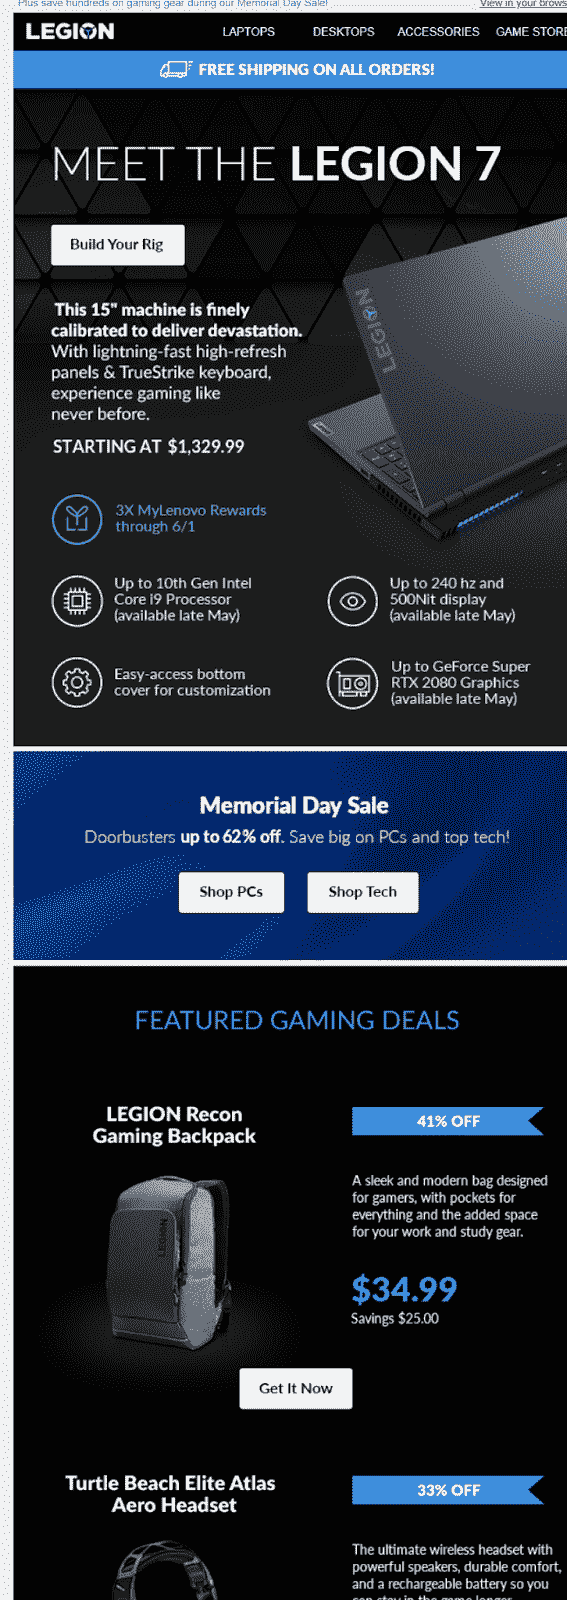 Plus save hundreds on gaming gear during our Memorial Day Sale!
View in your brows
LEGION
LAPTOPS DESKTOPS ACCESSORIES GAME STORE
FREE SHIPPING ON ALL ORDERS!
MEET THE LEGION 7
Build Your Rig
LEGION
This 15" machine is finely
calibrated to deliver devastation.
With lightning-fast high-refresh
panels & TrueStrike keyboard,
experience gaming like
never before.
STARTING AT $1,329.99
3X MyLenovo Rewards
through 6/1
Up to 10th Gen Intel
Core i9 Processor
(available late May)
Up to 240 hz and
500Nit display
(available late May)
Easy-access bottom
cover for customization
Up to GeForce Super
RTX 2080 Graphics
(available late May)
Memorial Day Sale
Doorbusters up to 62% off. Save big on PCs and top tech!
Shop PCs
Shop Tech
FEATURED GAMING DEALS
LEGION Recon
Gaming Backpack
LEGION
41% OFF
A sleek and modern bag designed
for gamers, with pockets for
everything and the added space
for your work and study gear.
$34.99
Savings $25.00
Get It Now
Turtle Beach Elite Atlas
Aero Headset
33% OFF
The ultimate wireless headset with
powerful speakers, durable comfort,
and a rechargeable battery so you
can stay in the game longer